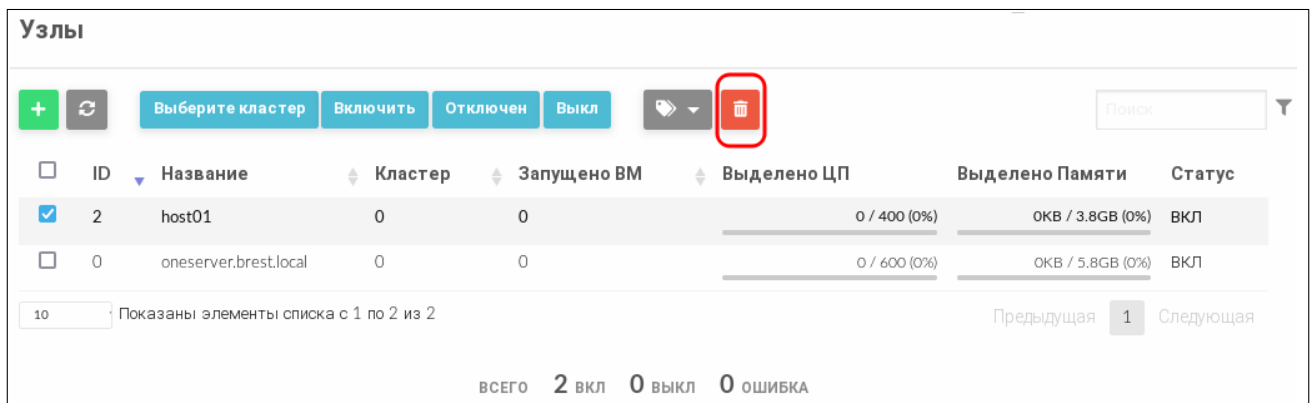 Узлы
+ Выберите кластер Включить Отключен Выкл Поиск
ID Название Кластер Запущено ВМ Выделено ЦП Выделено Памяти Статус
2 host01 0 0 0 / 400 (0%) 0KB / 3.8GB (0%) ВКЛ
0 oneserver.brest.local 0 0 0 / 600 (0%) 0KB / 5.8GB (0%) ВКЛ
10 Показаны элементы списка с 1 по 2 из 2 Предыдущая 1 Следующая
ВСЕГО 2 ВКЛ 0 ВЫКЛ 0 ОШИБКА